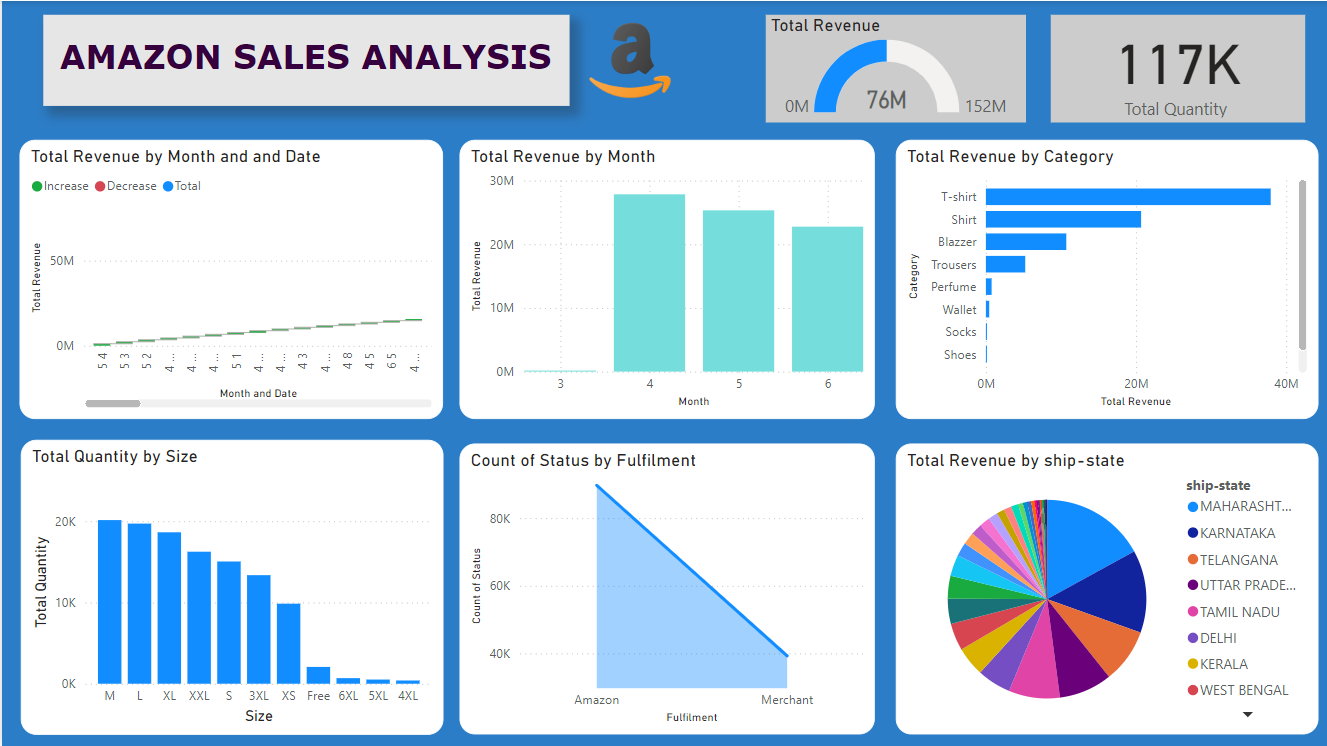 AMAZON SALES ANALYSIS
a
Total Revenue
0M
76M
152M
117K
Total Quantity
Total Revenue by Month and and Date
Increase Decrease Total
Total Revenue
50M
0M
5 4
5 3
5 2
4 ...
4 ...
4 ...
5 1
4 ...
4 ...
4 3
4 ...
4 8
4 5
6 5
4 ...
Month and Date
Total Revenue by Month
Total Revenue
30M
20M
10M
0M
3 4 5 6
Month
Total Revenue by Category
Category
T-shirt
Shirt
Blazzer
Trousers
Perfume
Wallet
Socks
Shoes
0M 20M 40M
Total Revenue
Total Quantity by Size
Total Quantity
20K
10K
0K
M L XL XXL S 3XL XS Free 6XL 5XL 4XL
Size
Count of Status by Fulfilment
Count of Status
80K
60K
40K
Amazon Merchant
Fulfilment
Total Revenue by ship-state
ship-state
MAHARASHT...
KARNATAKA
TELANGANA
UTTAR PRADE...
TAMIL NADU
DELHI
KERALA
WEST BENGAL